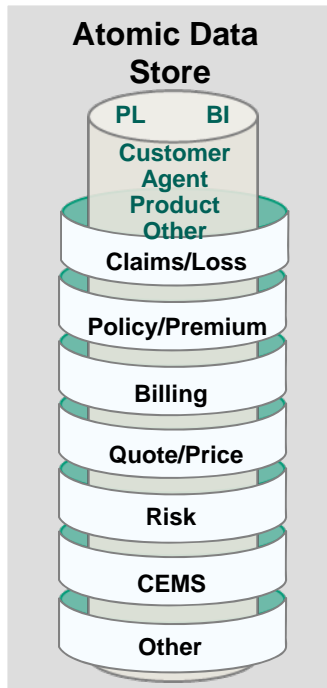 Atomic Data
Store
PL BI
Customer
Agent
Product
Other
Claims/Loss
Policy/Premium
Billing
Quote/Price
Risk
CEMS
Other